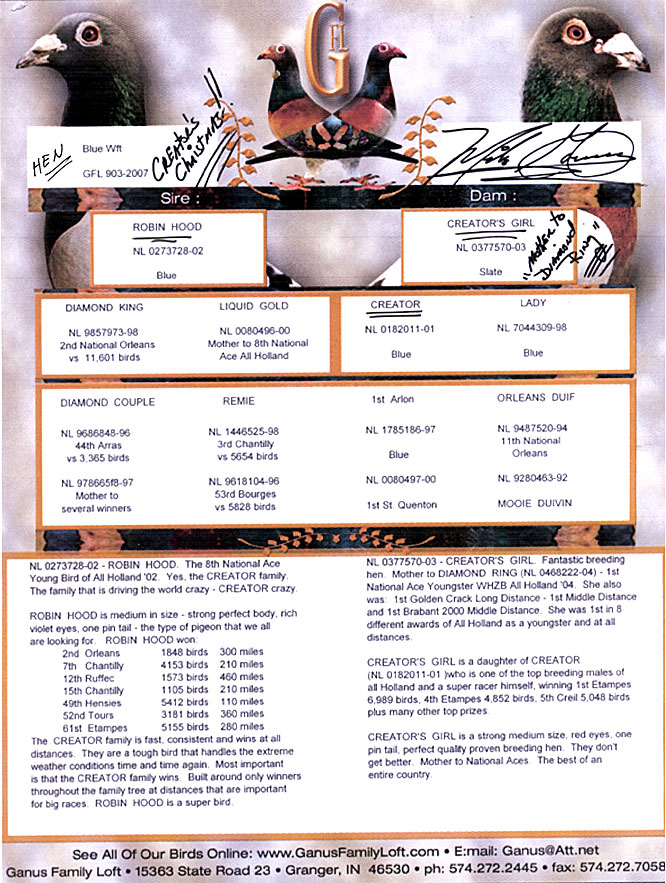 GFL
HEN
Blue Wft
GFL 903-2007
CREATOR'S
CHRISTMAS!!
Sire :
Dam :
ROBIN HOOD
NL 0273728-02
Blue
CREATOR'S GIRL
NL 0377570-03
Slate
"Mother to
DIAMOND
RING"
DIAMOND KING
NL 9857973-98
2nd National Orleans
vs 11,601 birds
LIQUID GOLD
NL 0080496-00
Mother to 8th National
Ace All Holland
CREATOR
NL 0182011-01
Blue
LADY
NL 7044309-98
Blue
DIAMOND COUPLE
NL 9686848-96
44th Arras
vs 3,365 birds
NL 978665f8-97
Mother to
several winners
REMIE
NL 1446525-98
3rd Chantilly
vs 5654 birds
NL 9618104-96
53rd Bourges
vs 5828 birds
1st Arlon
NL 1785186-97
Blue
NL 0080497-00
1st St. Quenton
ORLEANS DUIF
NL 9487520-94
11th National
Orleans
NL 9280463-92
MOOIE DUIVIN
NL 0273728-02 - ROBIN HOOD. The 8th National Ace
Young Bird of All Holland '02. Yes, the CREATOR family.
The family that is driving the world crazy - CREATOR crazy.
ROBIN HOOD is medium in size - strong perfect body, rich
violet eyes, one pin tail - the type of pigeon that we all
are looking for. ROBIN HOOD won:
2nd Orleans 1848 birds 300 miles
7th Chantilly 4153 birds 210 miles
12th Ruffec 1573 birds 460 miles
15th Chantilly 1105 birds 210 miles
49th Hensies 5412 birds 110 miles
52nd Tours 3181 birds 360 miles
61st Etampes 5155 birds 280 miles
The CREATOR family is fast, consistent and wins at all
distances. They are a tough bird that handles the extreme
weather conditions time and time again. Most important
is that the CREATOR family wins. Built around only winners
throughout the family tree at distances that are important
for big races. ROBIN HOOD is a super bird.
NL 0377570-03 - CREATOR'S GIRL. Fantastic breeding
hen. Mother to DIAMOND RING (NL 0468222-04) - 1st
National Ace Youngster WHZB All Holland '04. She also
was: 1st Golden Crack Long Distance - 1st Middle Distance
and 1st Brabant 2000 Middle Distance. She was 1st in 8
different awards of All Holland as a youngster and at all
distances.
CREATOR'S GIRL is a daughter of CREATOR
(NL 0182011-01 )who is one of the top breeding males of
all Holland and a super racer himself, winning 1st Etampes
6,989 birds, 4th Etampes 4,852 birds, 5th Creil 5,048 birds
plus many other top prizes.
CREATOR'S GIRL is a strong medium size, red eyes, one
pin tail, perfect quality proven breeding hen. They don't
get better. Mother to National Aces. The best of an
entire country.
See All Of Our Birds Online: www.GanusFamilyLoft.com • E:mail: Ganus@Att.net
Ganus Family Loft • 15363 State Road 23 • Granger, IN 46530 • ph: 574.272.2445 • fax: 574.272.7058